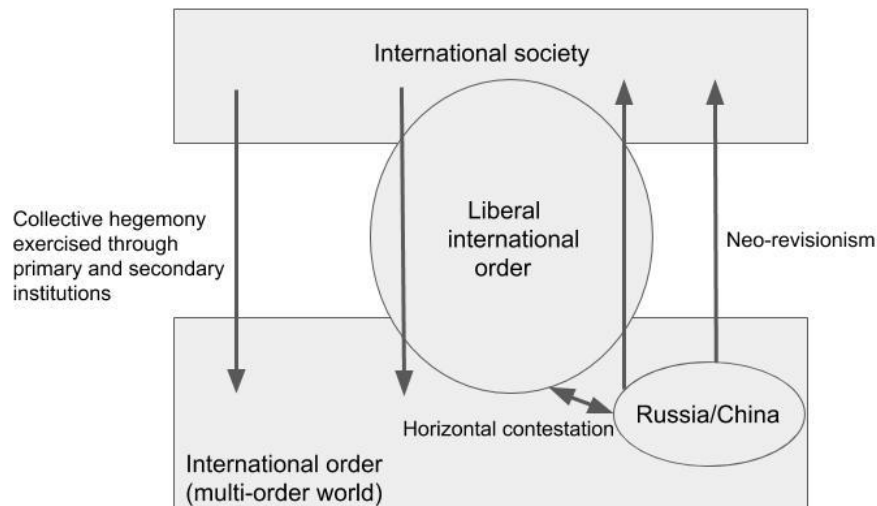 International society
Liberal
international
order
Collective hegemony
exercised through
primary and secondary
institutions
Neo-revisionism
Horizontal contestation
Russia/China
International order
(multi-order world)